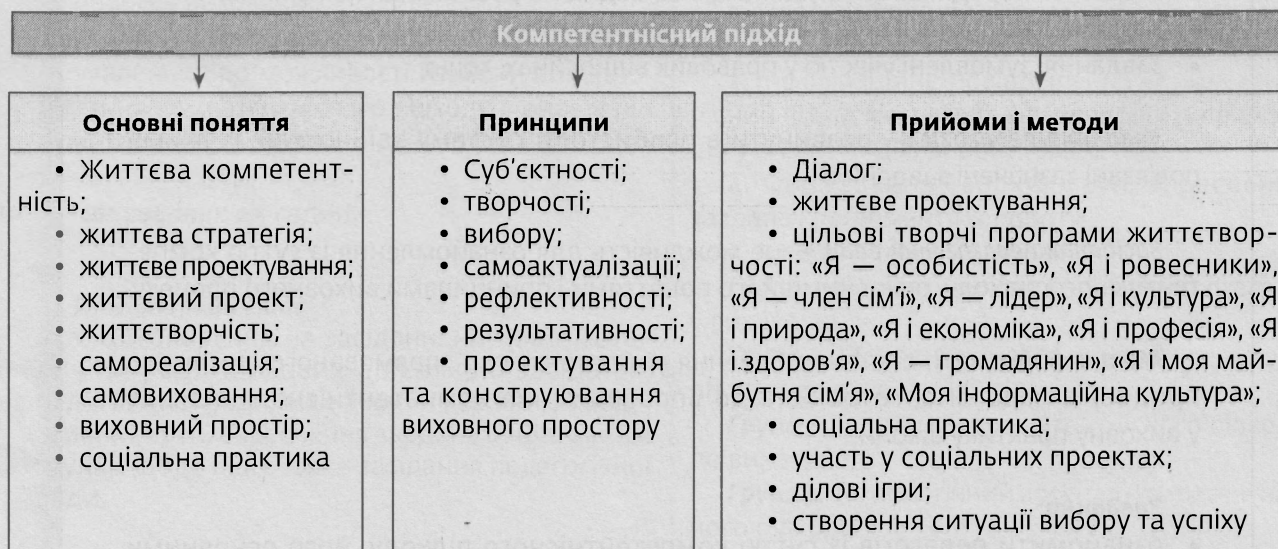 Компетентнісний підхід
Основні поняття
• Життєва компетент-
ність;
• життєва стратегія;
• життєве проектування;
• життєвий проект;
• життєтворчість;
• самореалізація;
• самовиховання;
• виховний простір;
• соціальна практика
Принципи
• Суб'єктності;
• творчості;
• вибору;
• самоактуалізації;
• рефлективності;
• результативності;
• проектування
та конструювання
виховного простору
Прийоми і методи
• Діалог;
• життєве проектування;
• цільові творчі програми життєтвор-
чості: «Я — особистість», «Я і ровесники»,
«Я — член сім'ї», «Я — лідер», «Я і культура», «Я
і природа», «Я і економіка», «Я і професія», «Я
і здоров'я», «Я — громадянин», «Я і моя май-
бутня сім'я», «Моя інформаційна культура»;
• соціальна практика;
• участь у соціальних проектах;
• ділові ігри;
• створення ситуації вибору та успіху